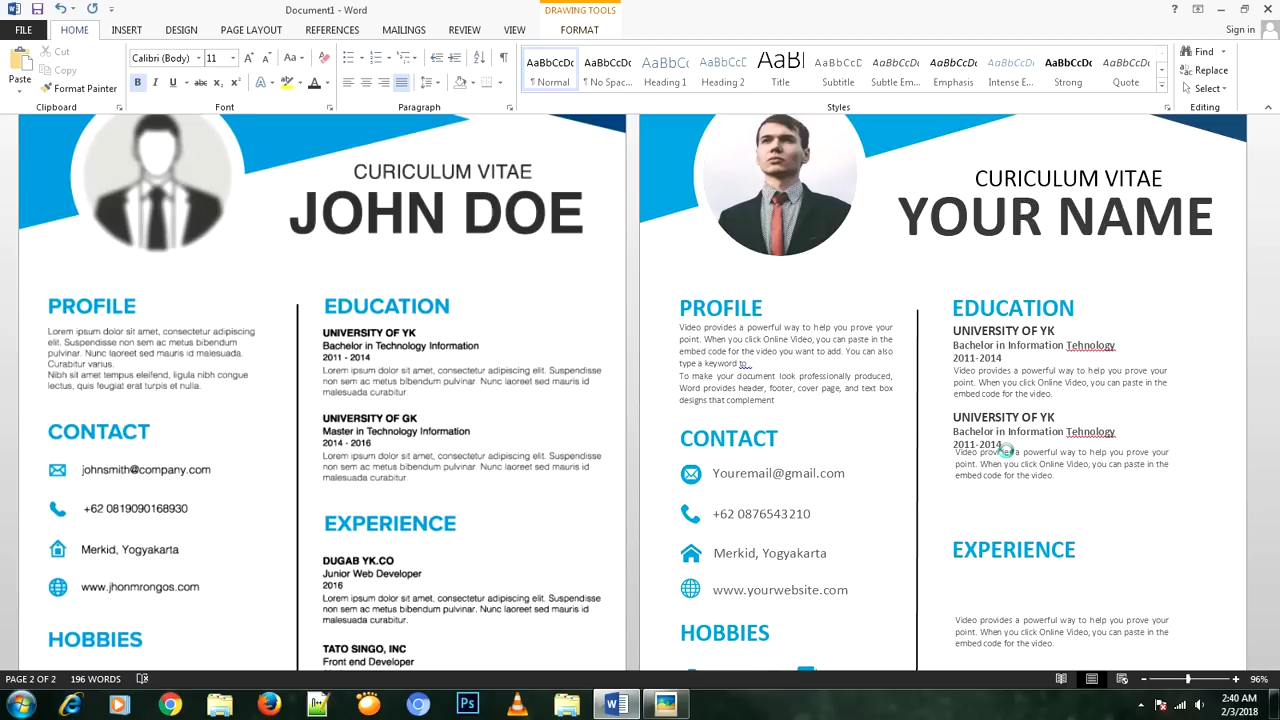 Document1 - Word
DRAWING TOOLS
FILE
HOME
INSERT
DESIGN
PAGE LAYOUT
REFERENCES
MAILINGS
REVIEW
VIEW
FORMAT
Sign in
Paste
Cut
Copy
Format Painter
Clipboard
Calibri (Body)
11
Font
Paragraph
AaBbCcDc
¶ Normal
AaBbCcDc
¶ No Spac...
AaBbC
Heading 1
AaBbCcD
Heading 2
AaBl
Title
AaBbCcD
Subtitle
AaBbCcDc
Subtle Em...
AaBbCcDc
Emphasis
AaBbCcDc
Intense E...
AaBbCcDc
Strong
AaBbCcDc
Quote
Styles
Find
Replace
Select
Editing
CURICULUM VITAE
JOHN DOE
PROFILE
Lorem ipsum dolor sit amet, consectetur adipiscing
elit. Suspendisse non sem ac metus bibendum
pulvinar. Nunc laoreet sed mauris id malesuada.
Curabitur varius.
Nibh sit amet tempus eleifend, ligula nibh congue
lectus, quis feugiat erat turpis et nulla.
CONTACT
johnsmith@company.com
+62 0819090168930
Merkid, Yogyakarta
www.jhonmrongos.com
HOBBIES
EDUCATION
UNIVERSITY OF YK
Bachelor in Technology Information
2011 - 2014
Lorem ipsum dolor sit amet, consectetur adipiscing elit. Suspendisse
non sem ac metus bibendum pulvinar. Nunc laoreet sed mauris id
malesuada curabitur.
UNIVERSITY OF GK
Master in Technology Information
2014 - 2016
Lorem ipsum dolor sit amet, consectetur adipiscing elit. Suspendisse
non sem ac metus bibendum pulvinar. Nunc laoreet sed mauris id
malesuada curabitur.
EXPERIENCE
DUGAB YK.CO
Junior Web Developer
2016
Lorem ipsum dolor sit amet, consectetur adipiscing elit. Suspendisse
non sem ac metus bibendum pulvinar. Nunc laoreet sed mauris id
malesuada curabitur.
TATO SINGO, INC
Front end Developer
CURICULUM VITAE
YOUR NAME
PROFILE
Video provides a powerful way to help you prove your
point. When you click Online Video, you can paste in the
embed code for the video you want to add. You can also
type a keyword to..
To make your document look professionally produced,
Word provides header, footer, cover page, and text box
designs that complement
CONTACT
Youremail@gmail.com
+62 0876543210
Merkid, Yogyakarta
www.yourwebsite.com
HOBBIES
EDUCATION
UNIVERSITY OF YK
Bachelor in Information Tehnology
2011-2014
Video provides a powerful way to help you prove your
point. When you click Online Video, you can paste in the
embed code for the video.
UNIVERSITY OF YK
Bachelor in Information Tehnology
2011-2014
Video provides a powerful way to help you prove your
point. When you click Online Video, you can paste in the
embed code for the video.
EXPERIENCE
Video provides a powerful way to help you prove your
point. When you click Online Video, you can paste in the
embed code for the video.
PAGE 2 OF 2
196 WORDS
96%
2:40 AM
2/3/2018